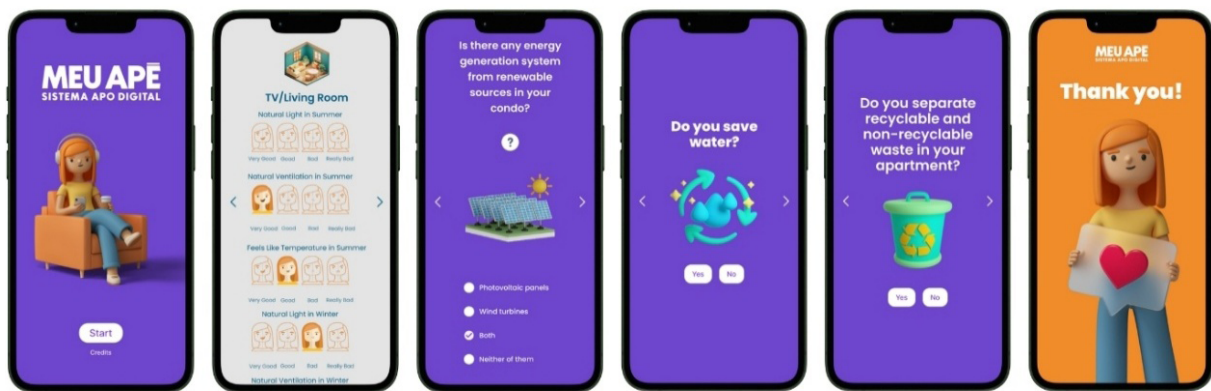 MEU APÊ
SISTEMA APO DIGITAL
Start
Credits
TV/Living Room
Natural Light in Summer
Very Good Good Bad Really Bad
Natural Ventilation in Summer
Very Good Good Bad Really Bad
Feels Like Temperature in Summer
Very Good Good Bad Really Bad
Natural Light in Winter
Very Good Good Bad Really Bad
Natural Ventilation in Winter
Is there any energy
generation system
from renewable
sources in your
condo?
?
Photovoltaic panels
Wind turbines
Both
Neither of them
Do you save
water?
Yes No
Do you separate
recyclable and
non-recyclable
waste in your
apartment?
Yes No
MEU APÊ
SISTEMA APO DIGITAL
Thank you!